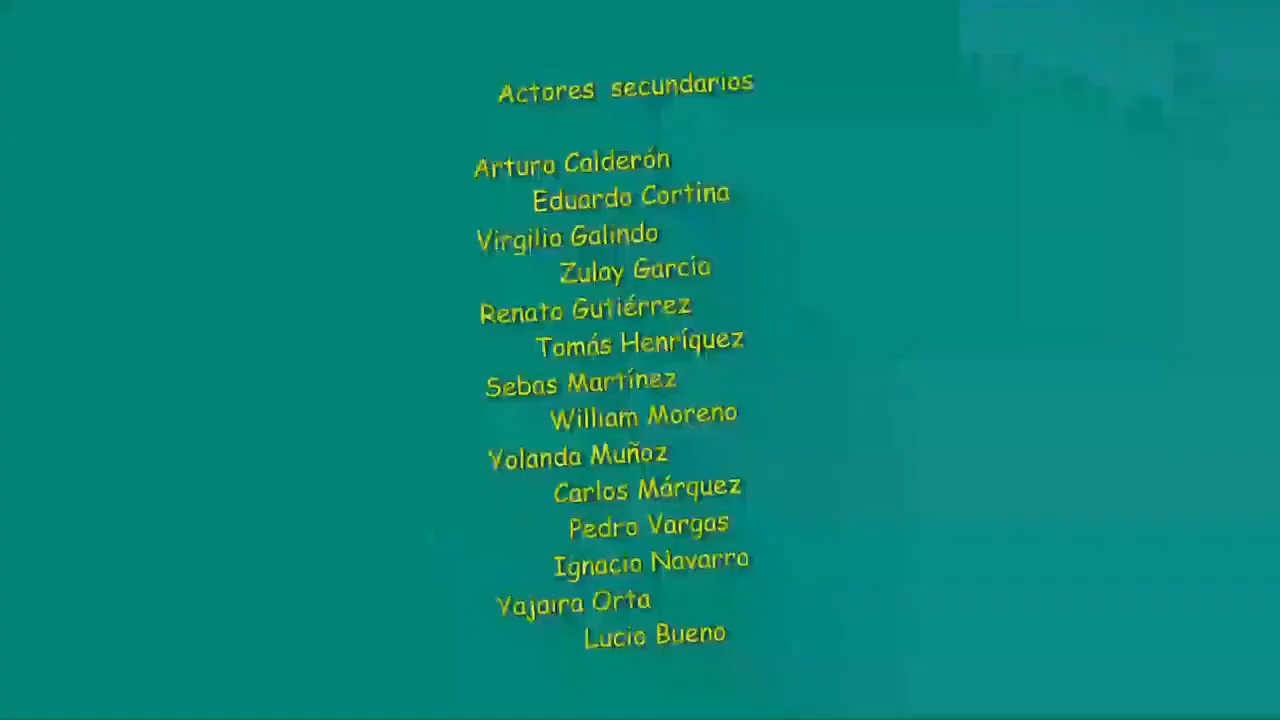 Actores secundarios
Arturo Calderón
Eduardo Cortina
Virgilio Galindo
Zulay García
Renato Gutiérrez
Tomás Henríquez
Sebas Martínez
William Moreno
Yolanda Muñoz
Carlos Márquez
Pedro Vargas
Ignacio Navarro
Yajaira Orta
Lucio Bueno